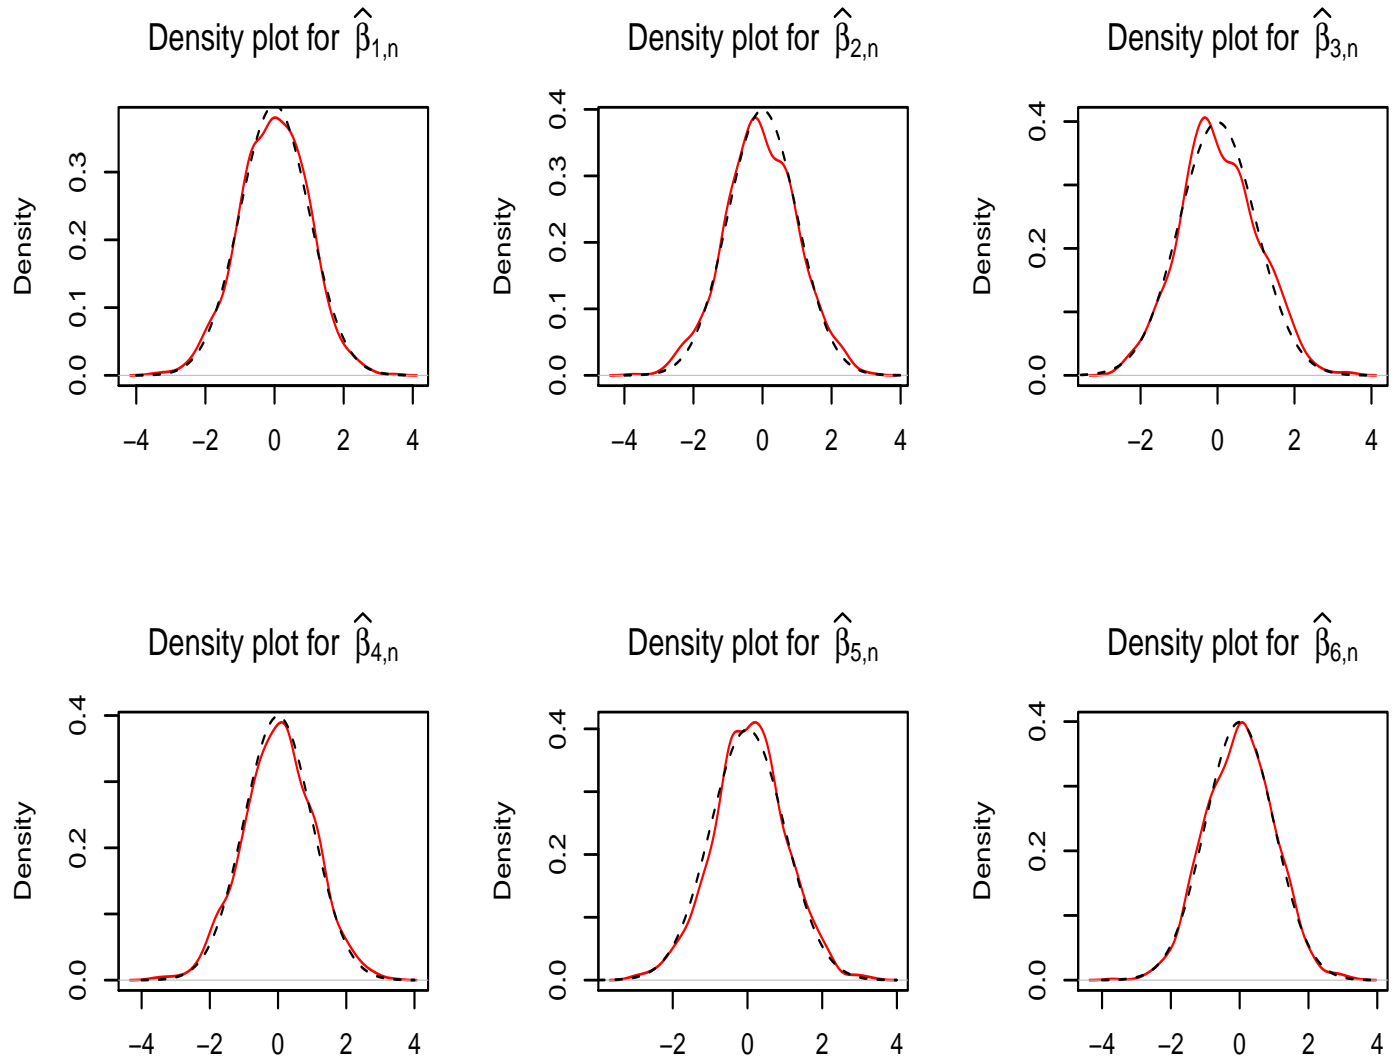 Density plot for β̂1,n
Density
0.0 0.1 0.2 0.3
−4 −2 0 2 4
Density plot for β̂2,n
Density
0.0 0.1 0.2 0.3 0.4
−4 −2 0 2 4
Density plot for β̂3,n
Density
0.0 0.2 0.4
−2 0 2 4
Density plot for β̂4,n
Density
0.0 0.2 0.4
−4 −2 0 2 4
Density plot for β̂5,n
Density
0.0 0.2 0.4
−2 0 2 4
Density plot for β̂6,n
Density
0.0 0.2 0.4
−4 −2 0 2 4